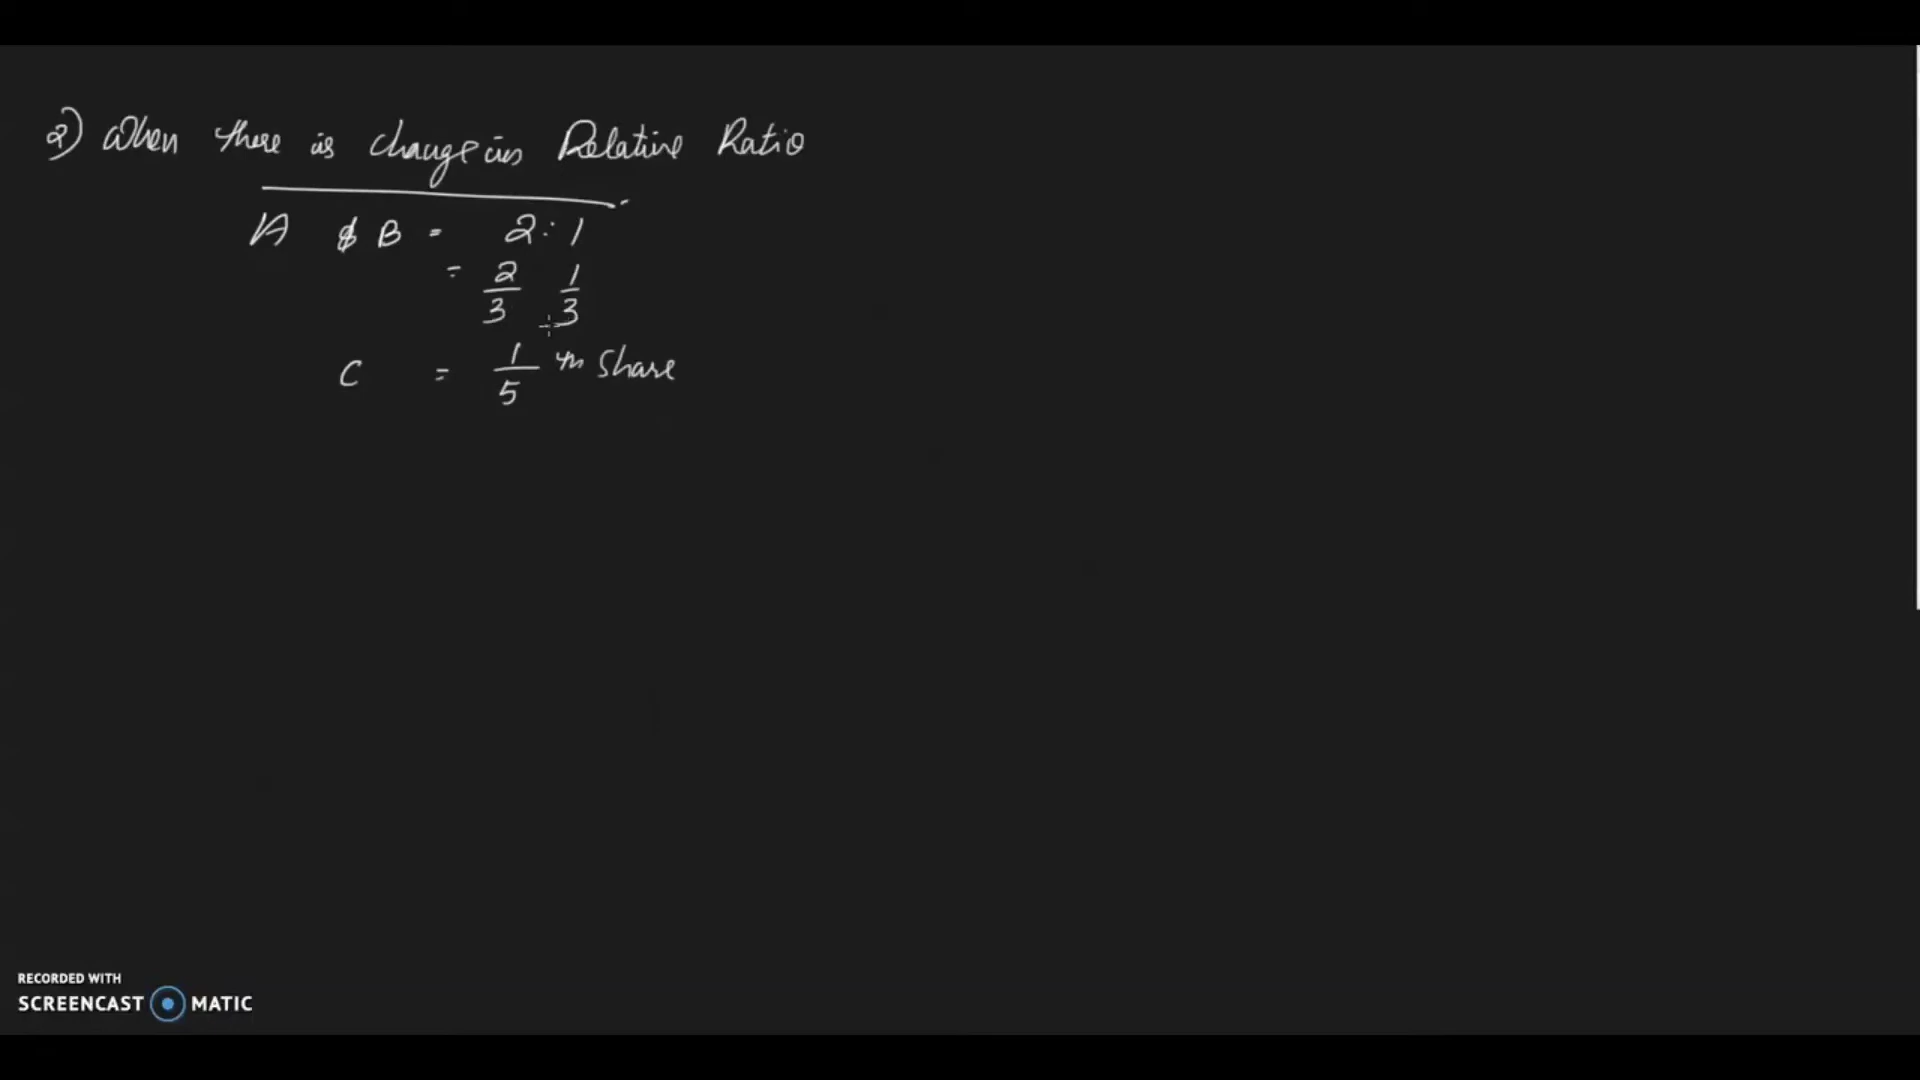 2) When there is change in Relative Ratio
A & B = 2:1
= 2/3 1/3
C = 1/5 th Share
RECORDED WITH
SCREENCAST MATIC